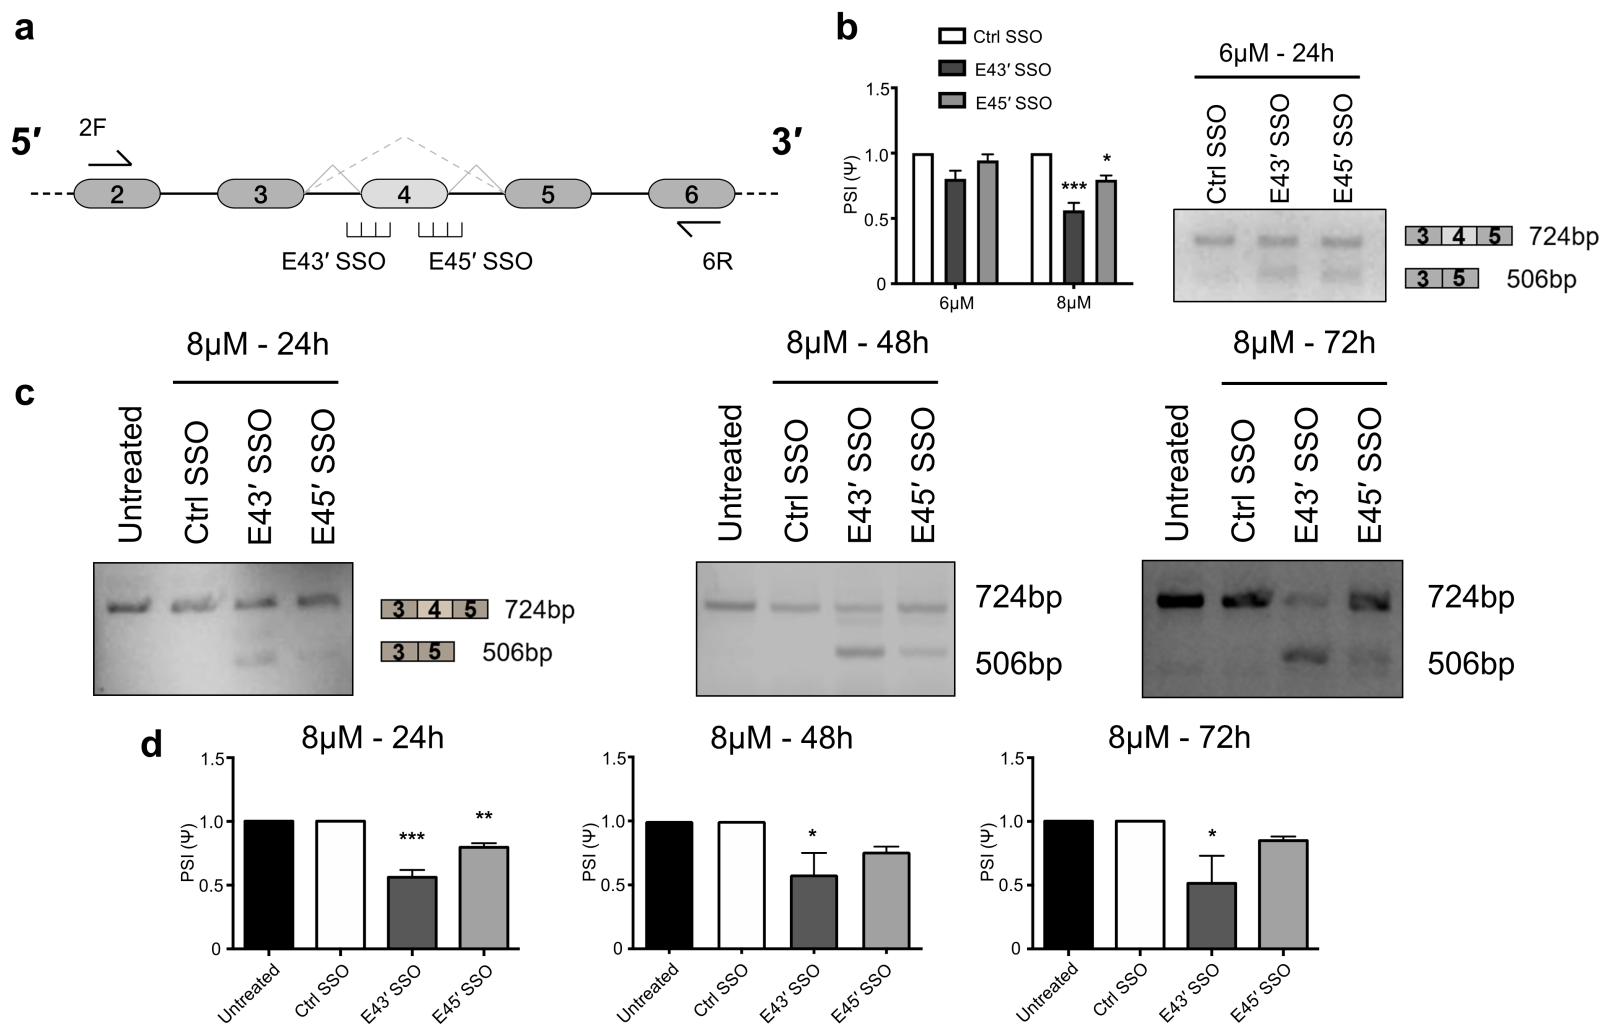 a
5′
2F
2
3
4
5
6
3′
E43′ SSO
E45′ SSO
6R
b
Ctrl SSO
E43′ SSO
E45′ SSO
PSI (Ψ)
1.5
1.0
0.5
0
***
*
6µM
8µM
6µM - 24h
Ctrl SSO
E43′ SSO
E45′ SSO
3 4 5 724bp
3 5 506bp
c
8µM - 24h
Untreated
Ctrl SSO
E43′ SSO
E45′ SSO
3 4 5 724bp
3 5 506bp
8µM - 48h
Untreated
Ctrl SSO
E43′ SSO
E45′ SSO
724bp
506bp
8µM - 72h
Untreated
Ctrl SSO
E43′ SSO
E45′ SSO
724bp
506bp
d
8µM - 24h
PSI (Ψ)
1.5
1.0
0.5
0
***
**
Untreated
Ctrl SSO
E43′ SSO
E45′ SSO
8µM - 48h
PSI (Ψ)
1.5
1.0
0.5
0
*
Untreated
Ctrl SSO
E43′ SSO
E45′ SSO
8µM - 72h
PSI (Ψ)
1.5
1.0
0.5
0
*
Untreated
Ctrl SSO
E43′ SSO
E45′ SSO